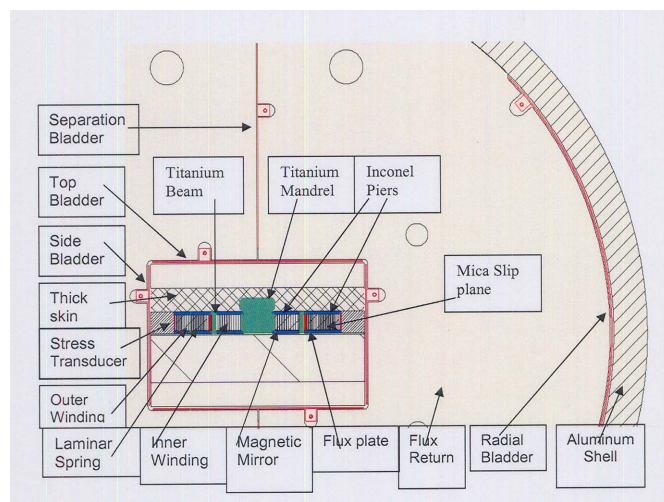 Separation
Bladder
Titanium
Beam
Titanium
Mandrel
Inconel
Piers
Top
Bladder
Side
Bladder
Mica Slip
plane
Thick
skin
Stress
Transducer
Outer
Winding
Laminar
Spring
Inner
Winding
Magnetic
Mirror
Flux plate
Flux
Return
Radial
Bladder
Aluminum
Shell